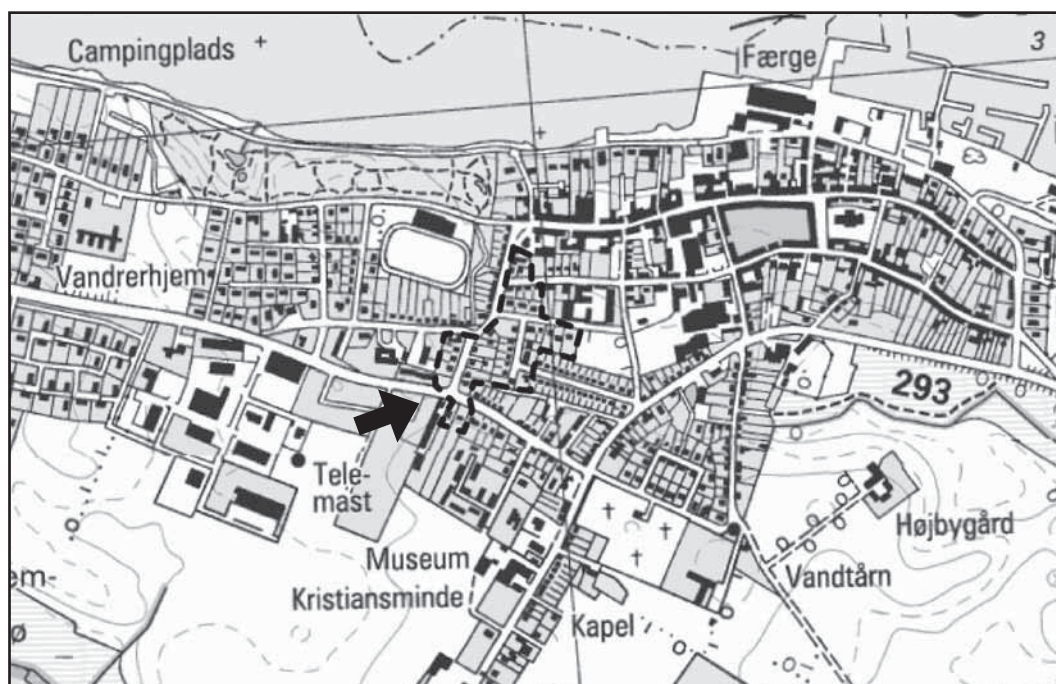 Campingplads
Færge
3
Vandrerhjem
293
Tele-
mast
Højbygård
Museum
Vandtårn
Kristiansminde
Kapel
em-
ø